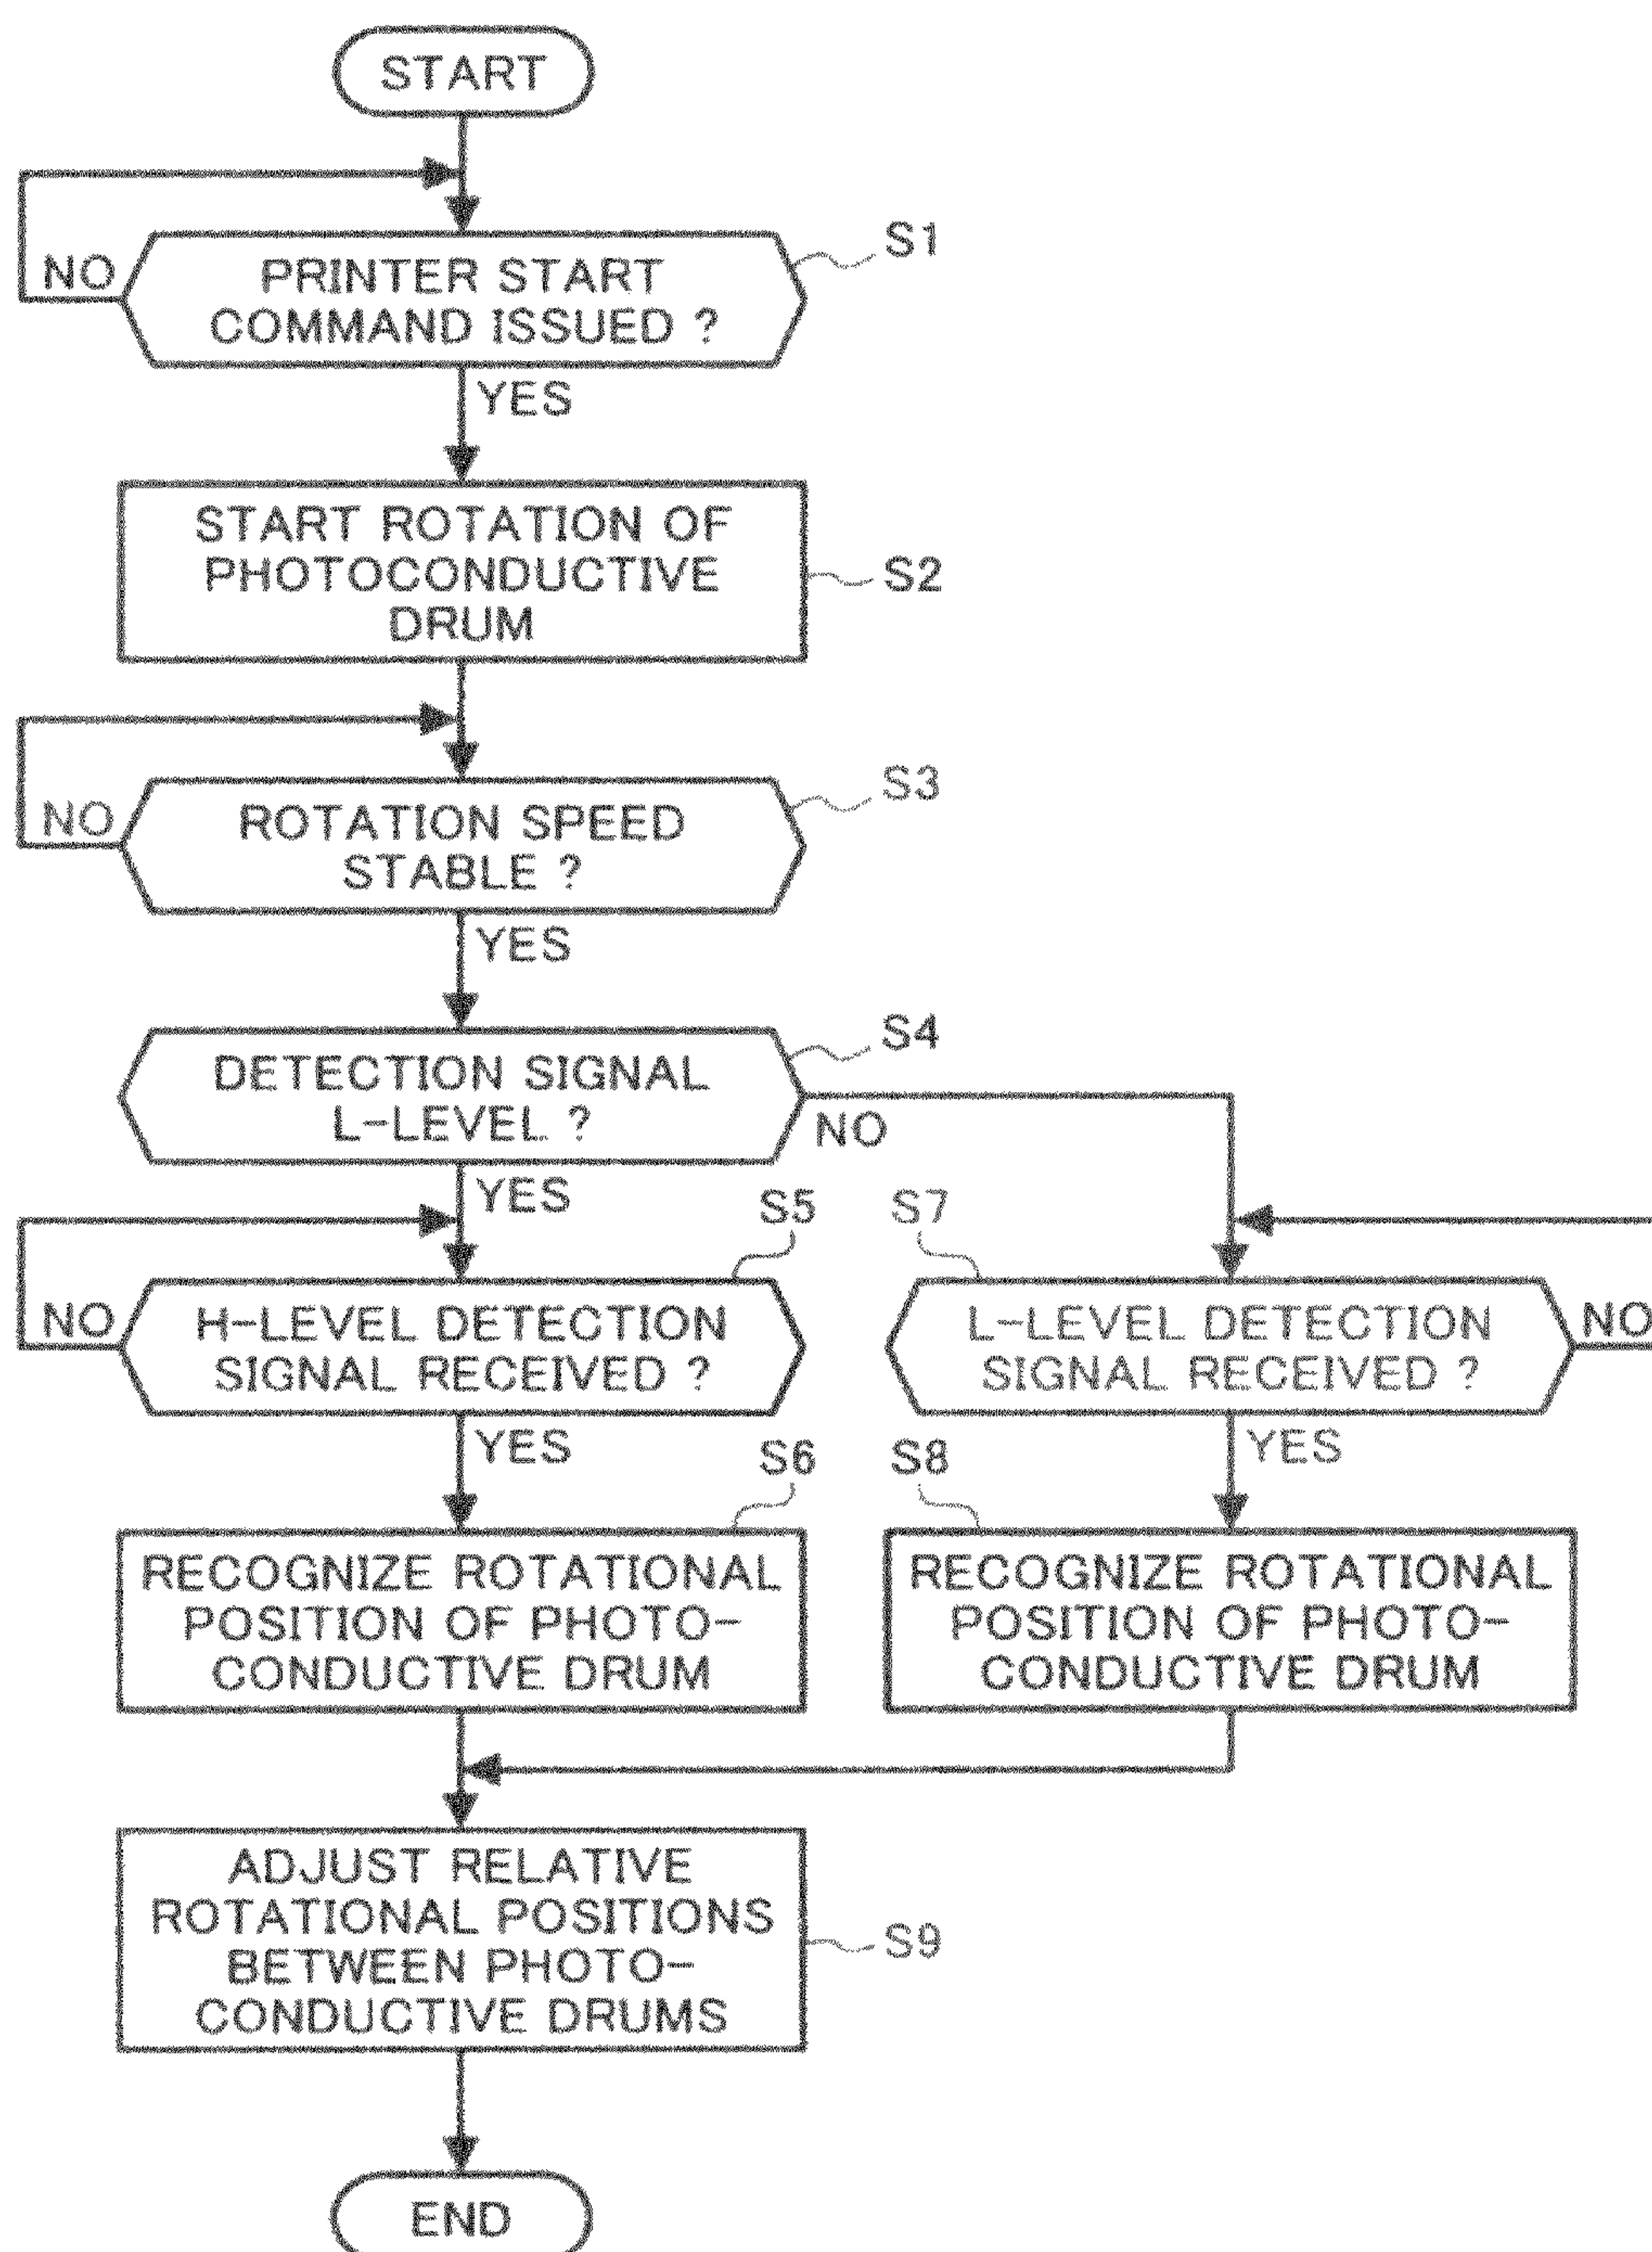 START
S1
NO
PRINTER START
COMMAND ISSUED ?
YES
START ROTATION OF
PHOTOCONDUCTIVE
DRUM
S2
S3
NO
ROTATION SPEED
STABLE ?
YES
S4
DETECTION SIGNAL
L-LEVEL ?
NO
YES
S5
S7
NO
H-LEVEL DETECTION
SIGNAL RECEIVED ?
L-LEVEL DETECTION
SIGNAL RECEIVED ?
NO
YES
YES
S6
S8
RECOGNIZE ROTATIONAL
POSITION OF PHOTO-
CONDUCTIVE DRUM
RECOGNIZE ROTATIONAL
POSITION OF PHOTO-
CONDUCTIVE DRUM
ADJUST RELATIVE
ROTATIONAL POSITIONS
BETWEEN PHOTO-
CONDUCTIVE DRUMS
S9
END